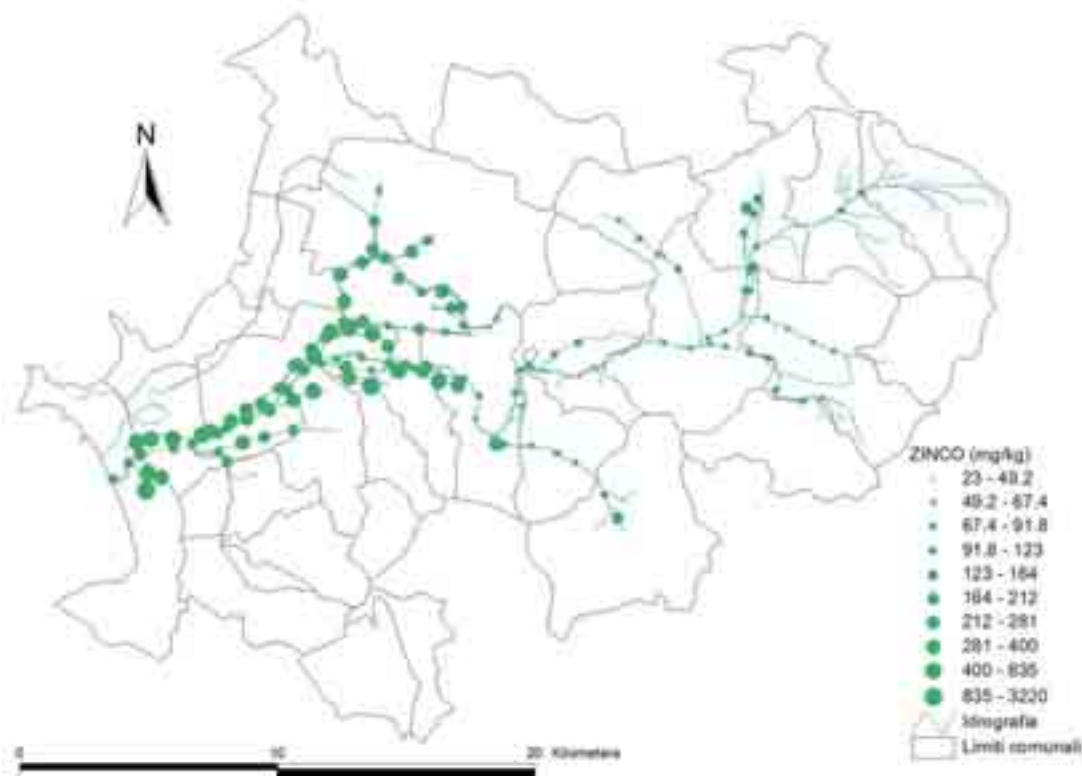 N
ZINCO (mg/kg)
23 - 49.2
49.2 - 67.4
67.4 - 91.8
91.8 - 123
123 - 164
164 - 212
212 - 281
281 - 400
400 - 835
835 - 3220
Idrografia
Limiti comunali
0 10 20 Kilometers